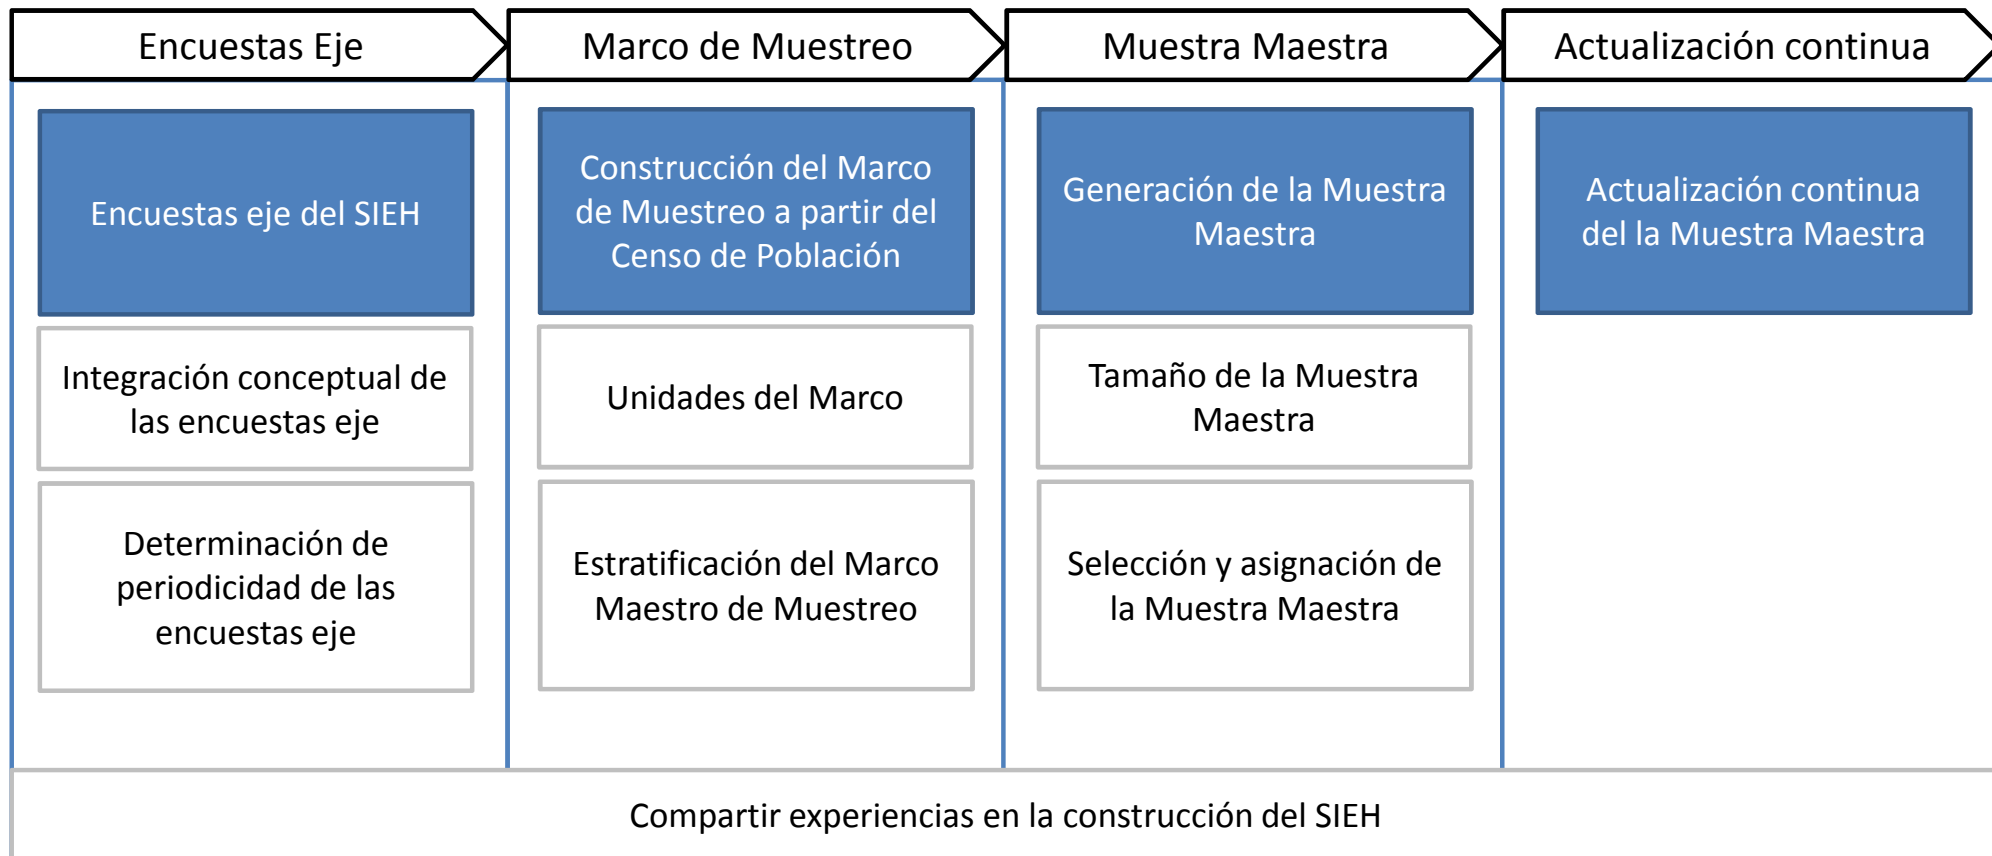 Encuestas Eje
Marco de Muestreo
Muestra Maestra
Actualización continua
Encuestas eje del SIEH
Integración conceptual de
las encuestas eje
Determinación de
periodicidad de las
encuestas eje
Construcción del Marco
de Muestreo a partir del
Censo de Población
Unidades del Marco
Estratificación del Marco
Maestro de Muestreo
Generación de la Muestra
Maestra
Tamaño de la Muestra
Maestra
Selección y asignación de
la Muestra Maestra
Actualización continua
del la Muestra Maestra
Compartir experiencias en la construcción del SIEH